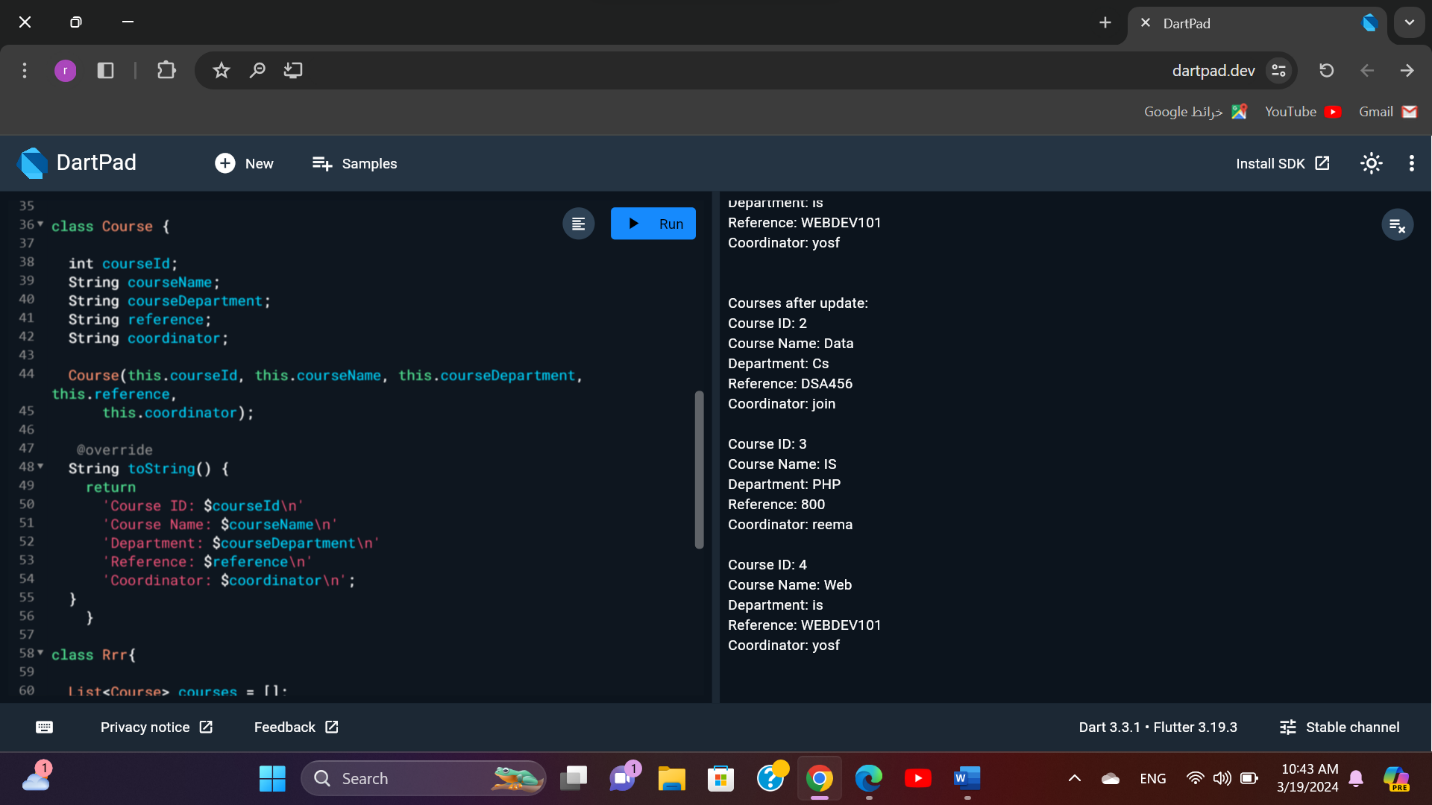 DartPad
dartpad.dev
r
خرائط Google
YouTube
Gmail
DartPad
New
Samples
Install SDK
Run
35
36 class Course {
37
38 int courseId;
39 String courseName;
40 String courseDepartment;
41 String reference;
42 String coordinator;
43
44 Course(this.courseId, this.courseName, this.courseDepartment,
this.reference,
45 this.coordinator);
46
47 @override
48 String toString() {
49 return
50 'Course ID: $courseId\n'
51 'Course Name: $courseName\n'
52 'Department: $courseDepartment\n'
53 'Reference: $reference\n'
54 'Coordinator: $coordinator\n';
55 }
56 }
57
58 class Rrr{
59
60 List<Course> courses = [];
Department: is
Reference: WEBDEV101
Coordinator: yosf
Courses after update:
Course ID: 2
Course Name: Data
Department: Cs
Reference: DSA456
Coordinator: join
Course ID: 3
Course Name: IS
Department: PHP
Reference: 800
Coordinator: reema
Course ID: 4
Course Name: Web
Department: is
Reference: WEBDEV101
Coordinator: yosf
Privacy notice
Feedback
Dart 3.3.1 • Flutter 3.19.3
Stable channel
1
Search
1
ENG
10:43 AM
3/19/2024
PRE